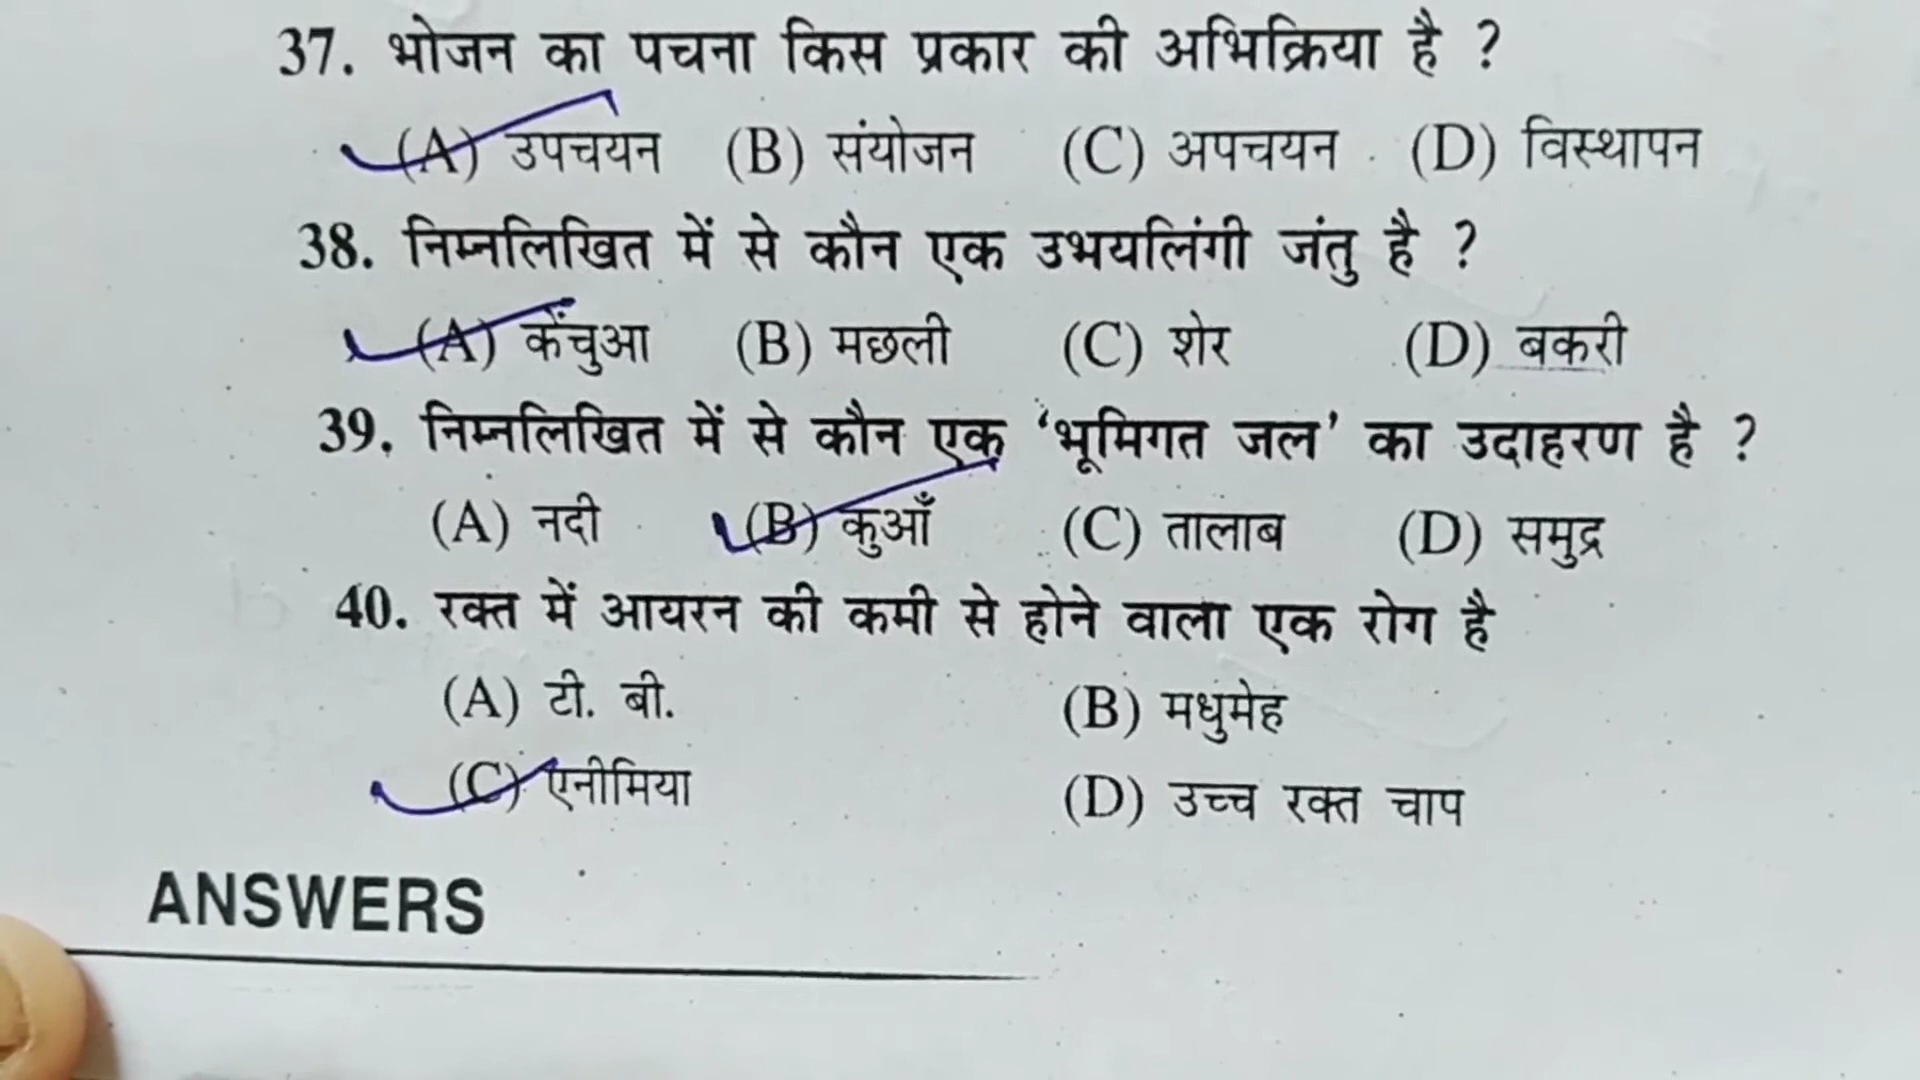 37. भोजन का पचना किस प्रकार की अभिक्रिया है ?
(A) उपचयन (B) संयोजन (C) अपचयन (D) विस्थापन
38. निम्नलिखित में से कौन एक उभयलिंगी जंतु है ?
(A) केंचुआ (B) मछली (C) शेर (D) बकरी
39. निम्नलिखित में से कौन एक ‘भूमिगत जल’ का उदाहरण है ?
(A) नदी (B) कुआँ (C) तालाब (D) समुद्र
40. रक्त में आयरन की कमी से होने वाला एक रोग है
(A) टी. बी. (B) मधुमेह
(C) एनीमिया (D) उच्च रक्त चाप
ANSWERS